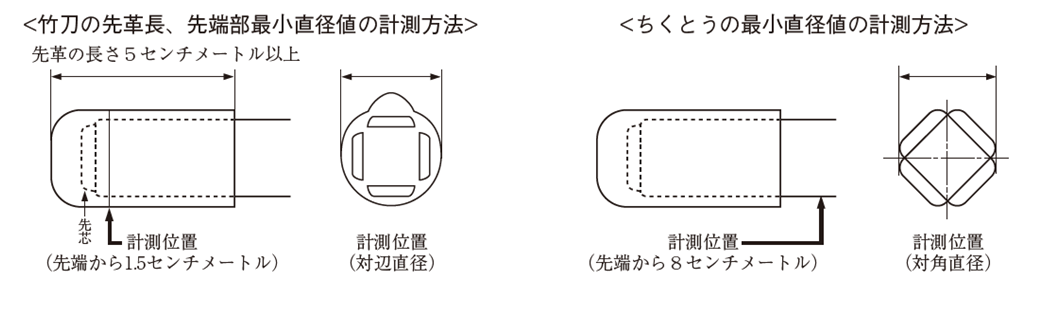 <竹刀の先革長、先端部最小直径値の計測方法>
先革の長さ５センチメートル以上
先芯
計測位置
（先端から1.5センチメートル）
計測位置
（対辺直径）
<ちくとうの最小直径値の計測方法>
計測位置
（先端から８センチメートル）
計測位置
（対角直径）